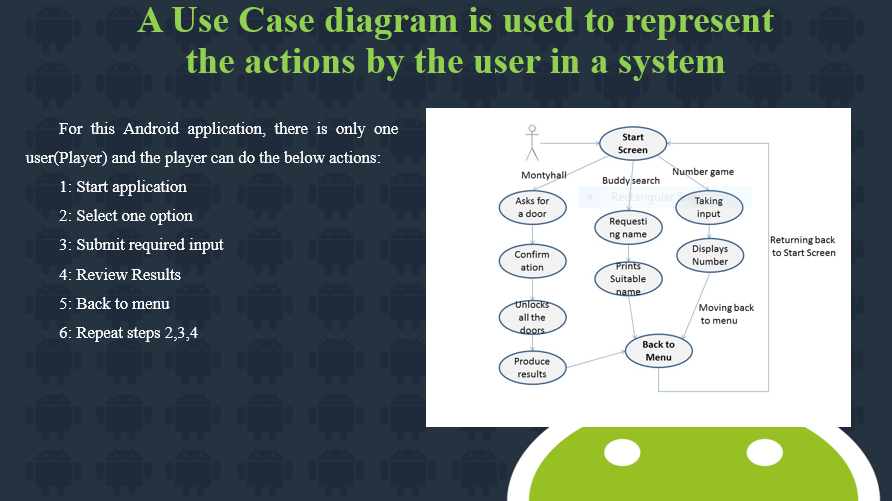 A Use Case diagram is used to represent
the actions by the user in a system
For this Android application, there is only one
user(Player) and the player can do the below actions:
1: Start application
2: Select one option
3: Submit required input
4: Review Results
5: Back to menu
6: Repeat steps 2,3,4
Start
Screen
Montyhall
Buddy search
Number game
Asks for
a door
Requesti
ng name
Taking
input
Confirm
ation
Prints
Suitable
name
Displays
Number
Returning back
to Start Screen
Unlocks
all the
doors
Moving back
to menu
Produce
results
Back to
Menu